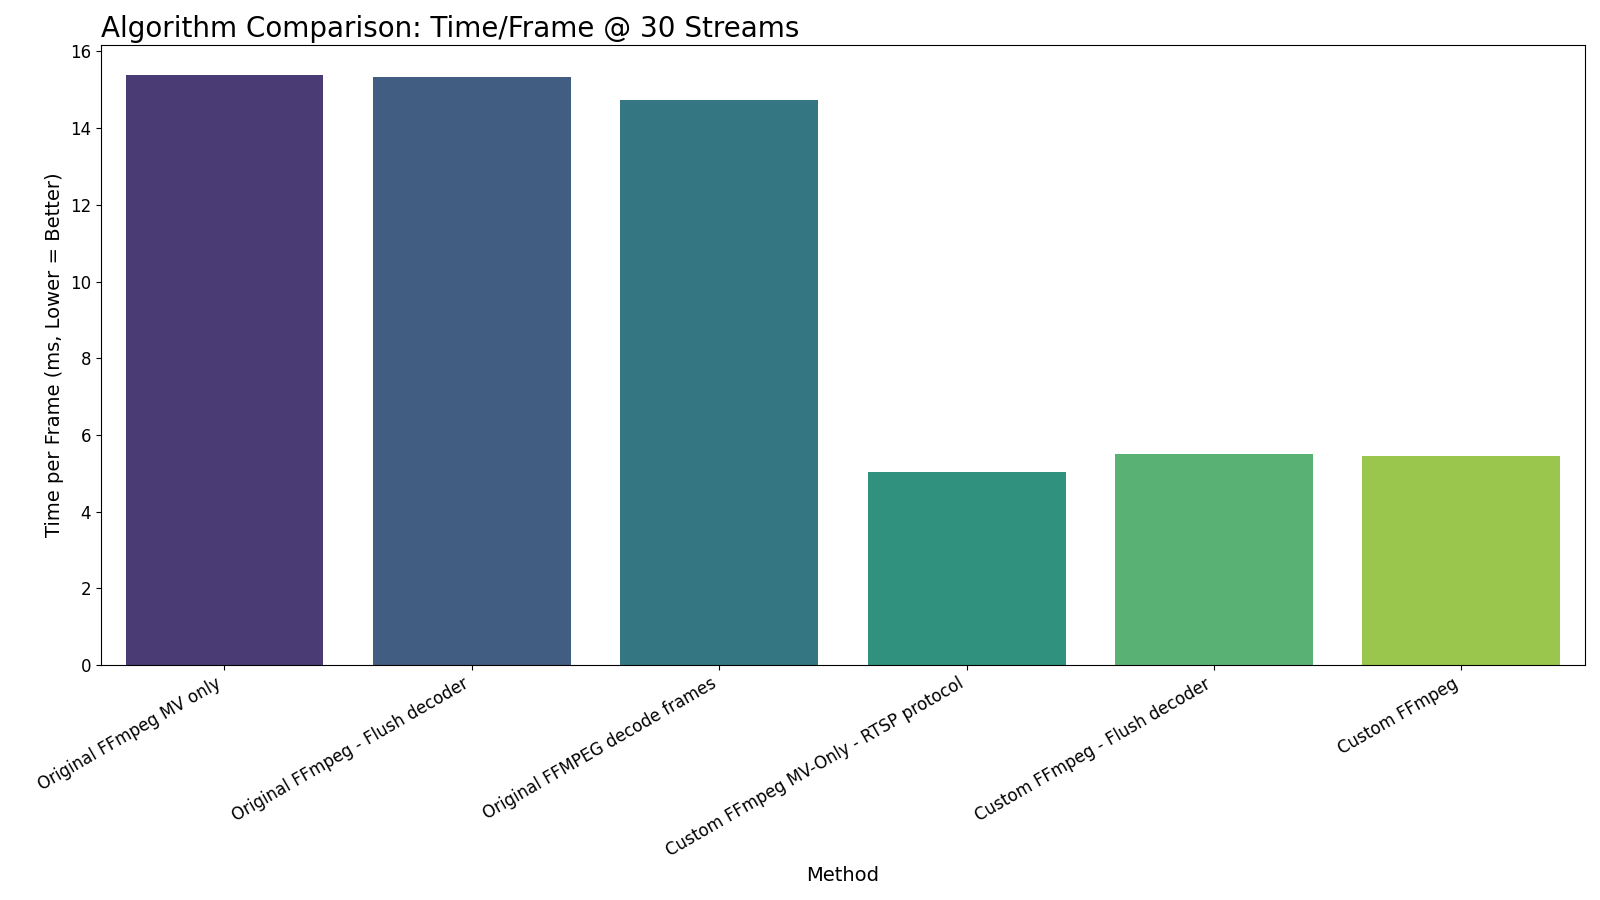 Algorithm Comparison: Time/Frame @ 30 Streams
Time per Frame (ms, Lower = Better)
16
14
12
10
8
6
4
2
0
Original FFmpeg MV only
Original FFmpeg - Flush decoder
Original FFMPEG decode frames
Custom FFmpeg MV-Only - RTSP protocol
Custom FFmpeg - Flush decoder
Custom FFmpeg
Method